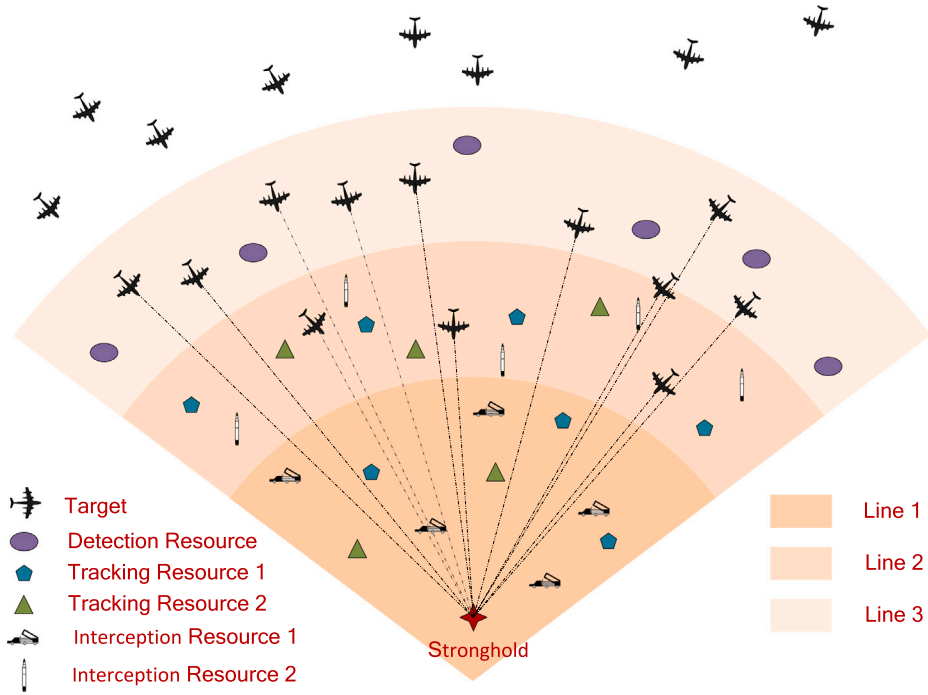 Stronghold
Target
Detection Resource
Tracking Resource 1
Tracking Resource 2
Interception Resource 1
Interception Resource 2
Line 1
Line 2
Line 3